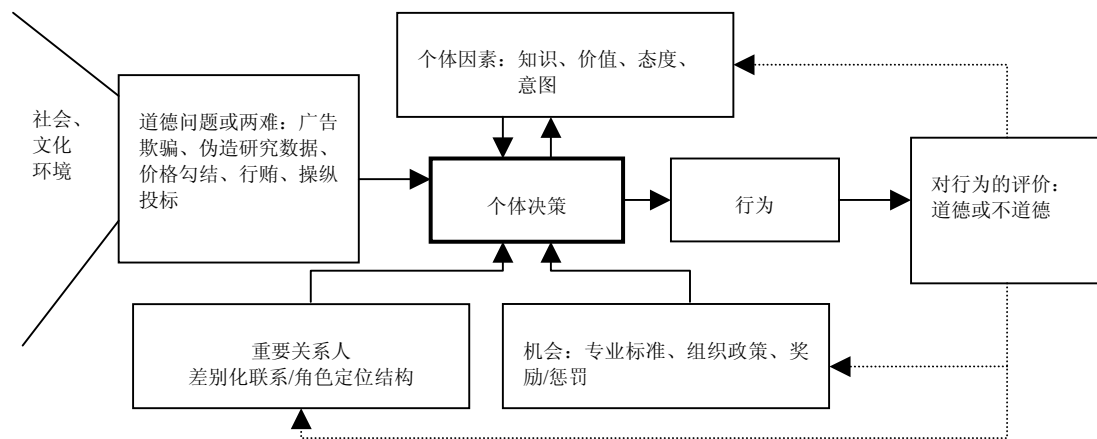 个体因素：知识、价值、态度、
意图
社会、
文化
环境
道德问题或两难：广告
欺骗、伪造研究数据、
价格勾结、行贿、操纵
投标
个体决策
行为
对行为的评价：
道德或不道德
重要关系人
差别化联系/角色定位结构
机会：专业标准、组织政策、奖
励/惩罚